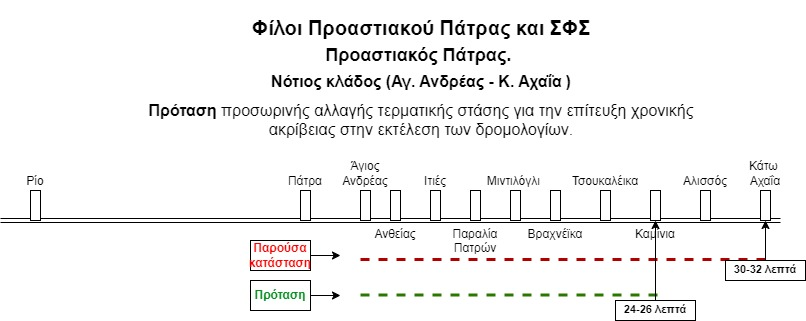 Φίλοι Προαστιακού Πάτρας και ΣΦΣ
Προαστιακός Πάτρας.
Νότιος κλάδος (Αγ. Ανδρέας - Κ. Αχαΐα )
Πρόταση προσωρινής αλλαγής τερματικής στάσης για την επίτευξη χρονικής
ακρίβειας στην εκτέλεση των δρομολογίων.
Ρίο
Πάτρα
Άγιος
Ανδρέας
Ιτιές
Μιντιλόγλι
Τσουκαλέικα
Αλισσός
Κάτω
Αχαΐα
Ανθείας
Παραλία
Πατρών
Βραχνέϊκα
Καμίνια
Παρούσα
κατάσταση
30-32 λεπτά
Πρόταση
24-26 λεπτά